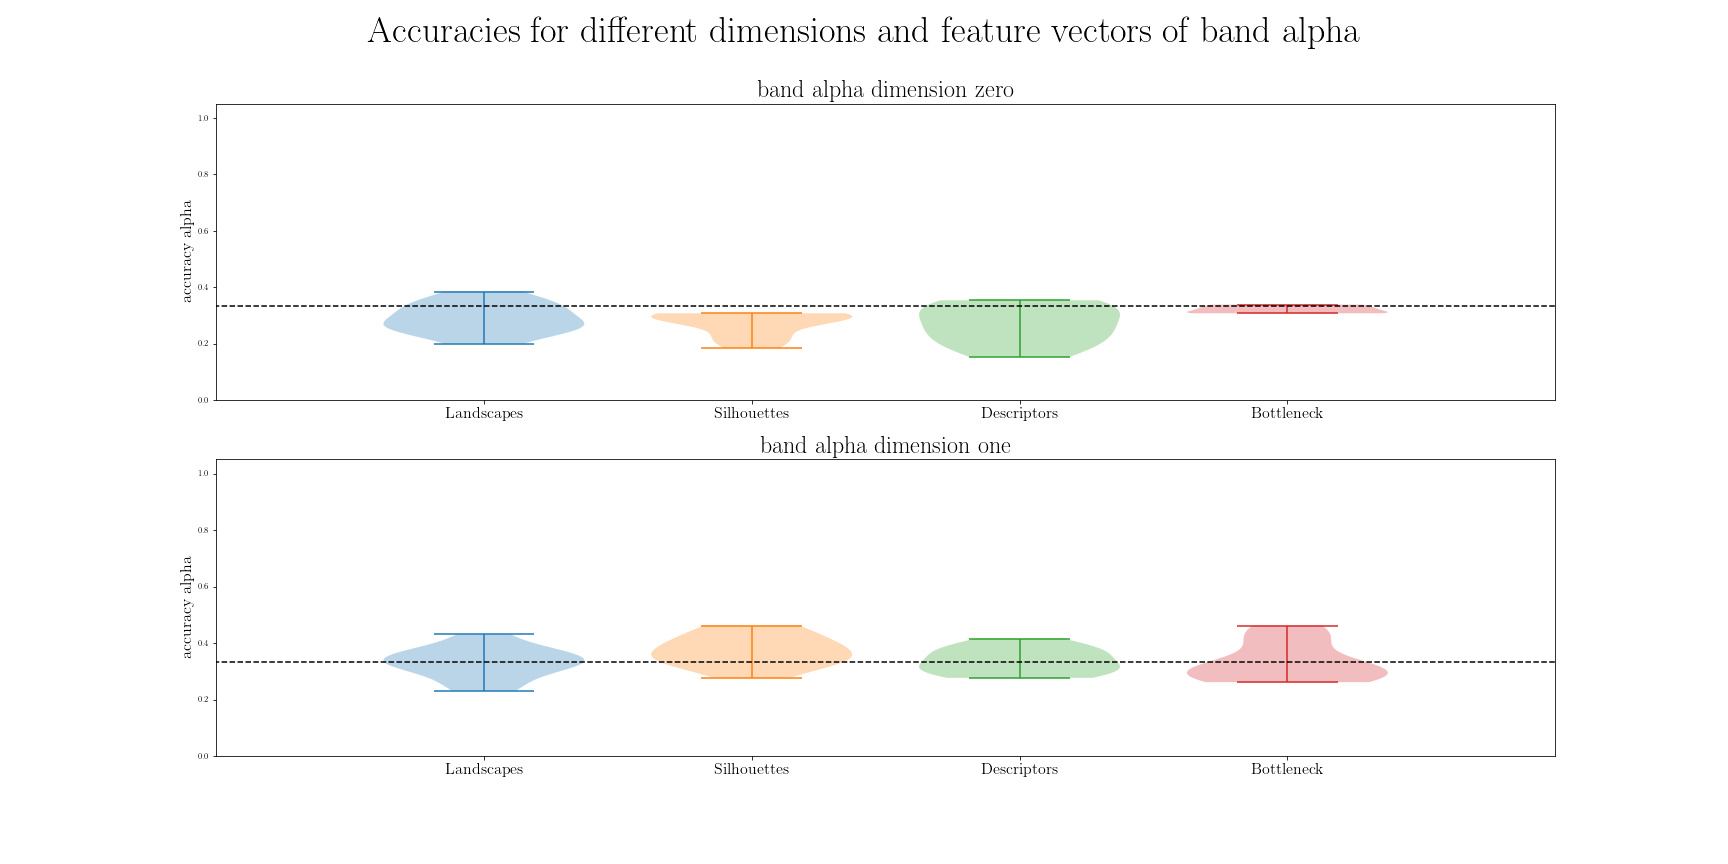 Accuracies for different dimensions and feature vectors of band alpha
band alpha dimension zero
accuracy alpha
1.0
0.8
0.6
0.4
0.2
0.0
Landscapes Silhouettes Descriptors Bottleneck
band alpha dimension one
accuracy alpha
1.0
0.8
0.6
0.4
0.2
0.0
Landscapes Silhouettes Descriptors Bottleneck